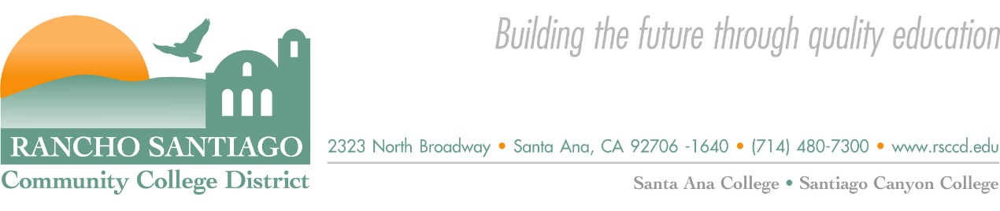 Building the future through quality education
RANCHO SANTIAGO
Community College District
2323 North Broadway • Santa Ana, CA 92706 -1640 • (714) 480-7300 • www.rsccd.edu
Santa Ana College • Santiago Canyon College